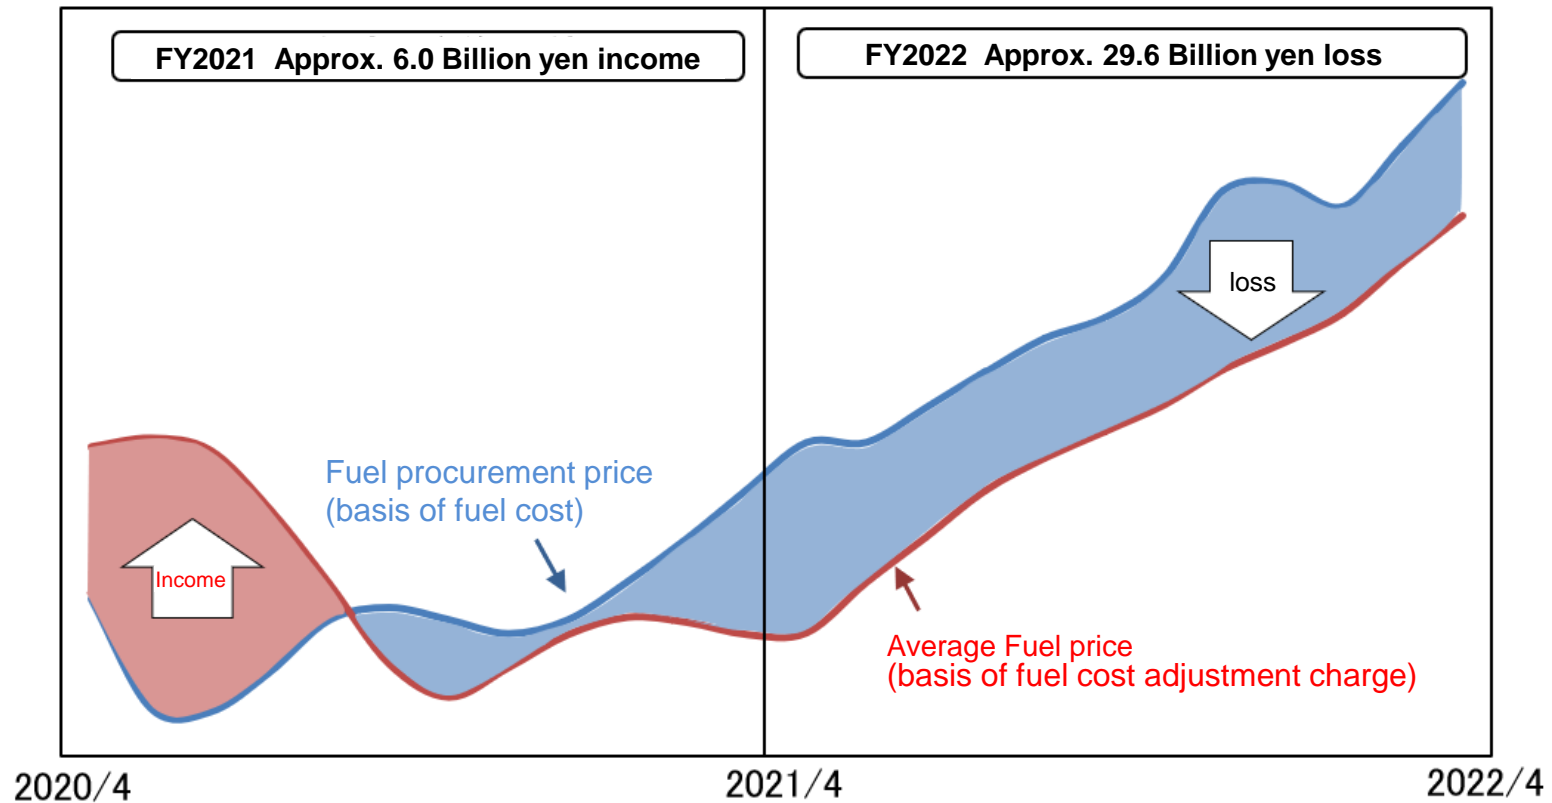 FY2021 Approx. 6.0 Billion yen income
FY2022 Approx. 29.6 Billion yen loss
loss
Fuel procurement price
(basis of fuel cost)
Income
Average Fuel price
(basis of fuel cost adjustment charge)
2020/4
2021/4
2022/4